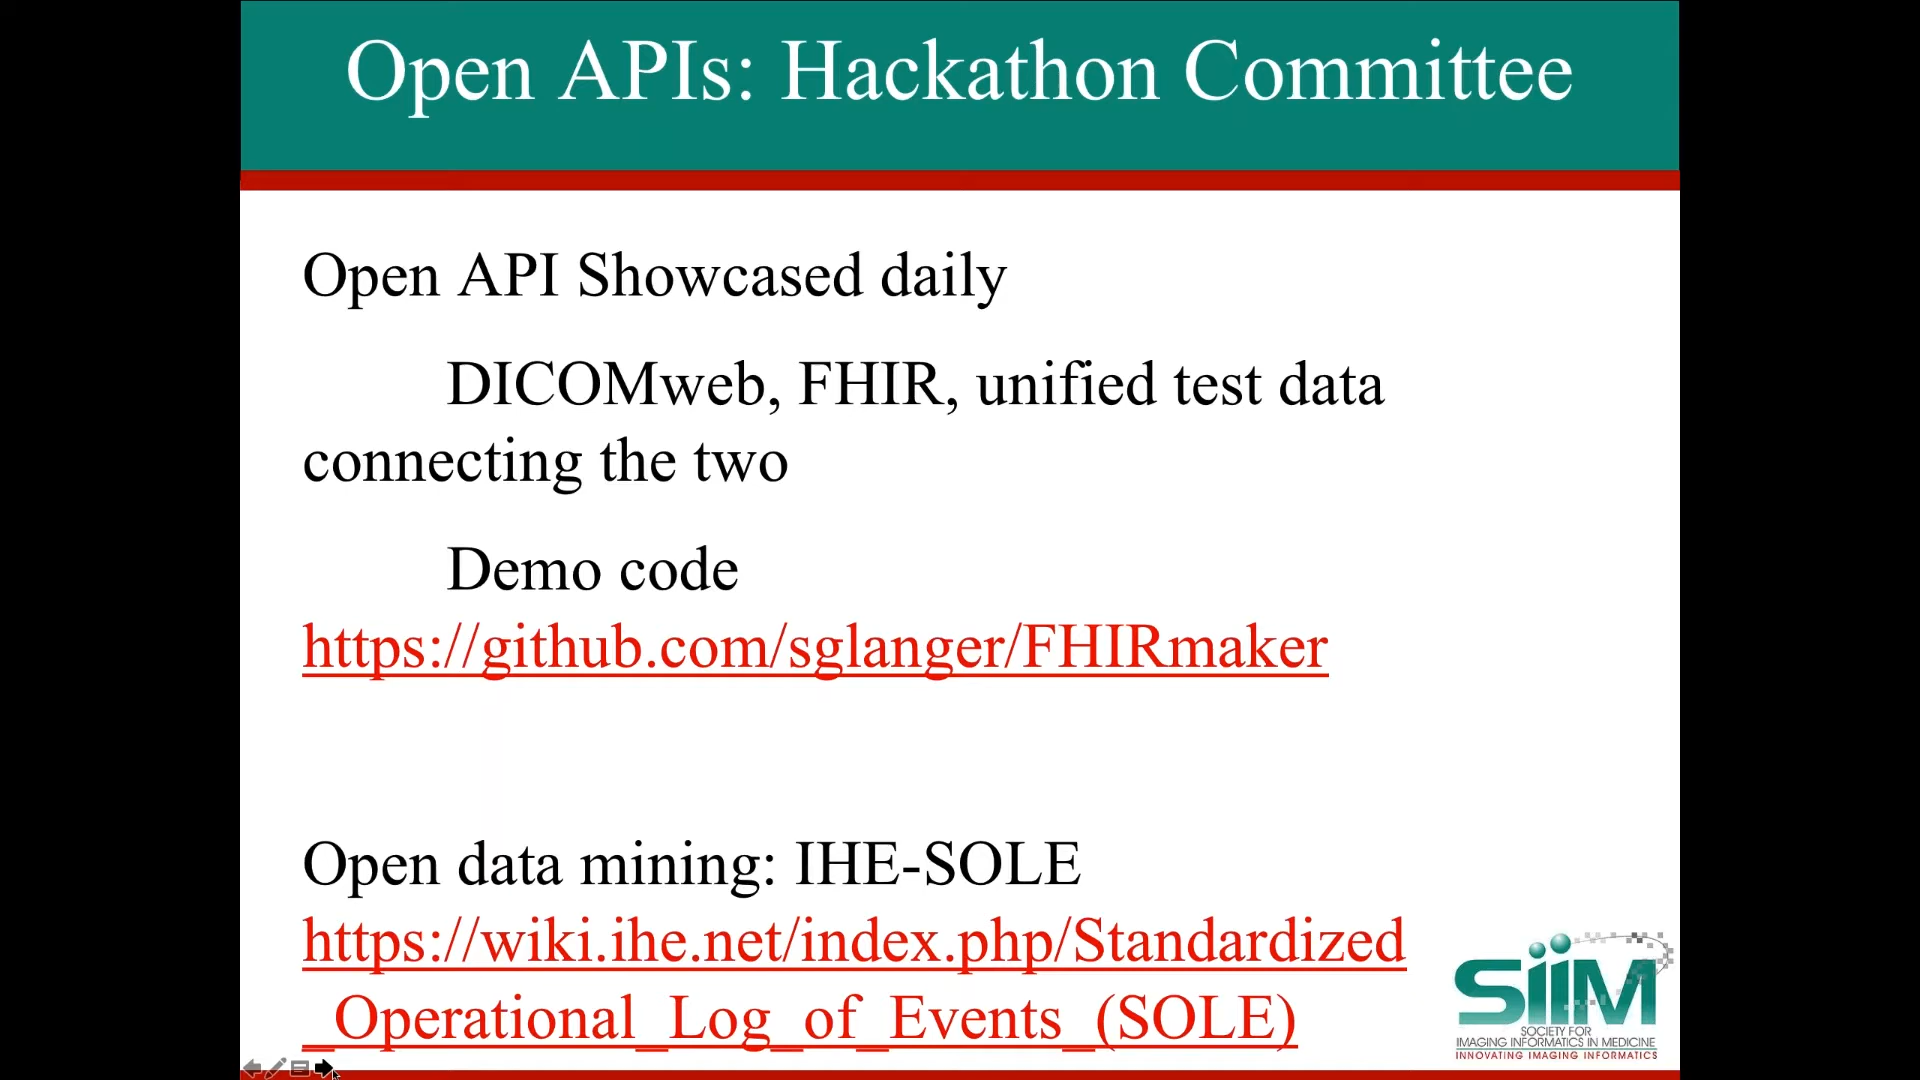 Open APIs: Hackathon Committee
Open API Showcased daily
DICOMweb, FHIR, unified test data
connecting the two
Demo code
https://github.com/sglanger/FHIRmaker
Open data mining: IHE-SOLE
https://wiki.ihe.net/index.php/Standardized
_Operational_Log_of_Events_(SOLE)
SiiM
SOCIETY FOR
IMAGING INFORMATICS IN MEDICINE
INNOVATING IMAGING INFORMATICS